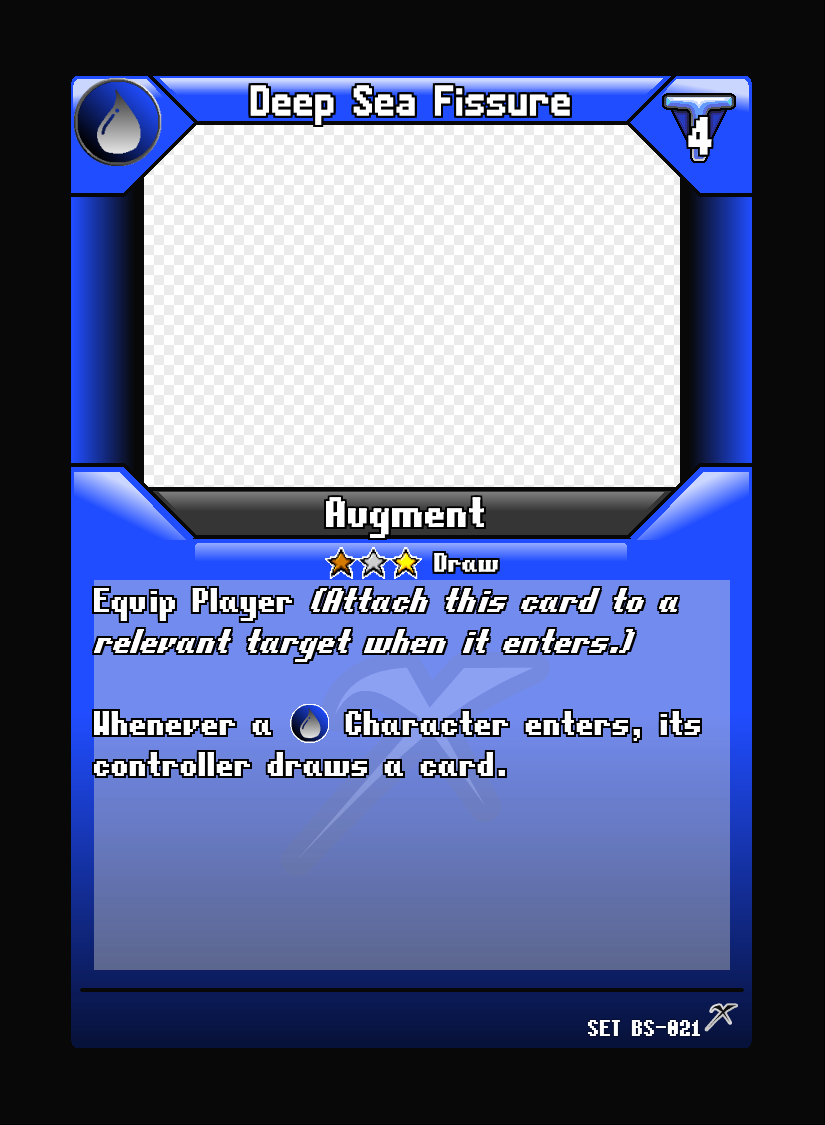 Deep Sea Fissure
4
Augment
Draw
Equip Player (Attach this card to a
relevant target when it enters.)
Whenever a Character enters, its
controller draws a card.
SET BS-021